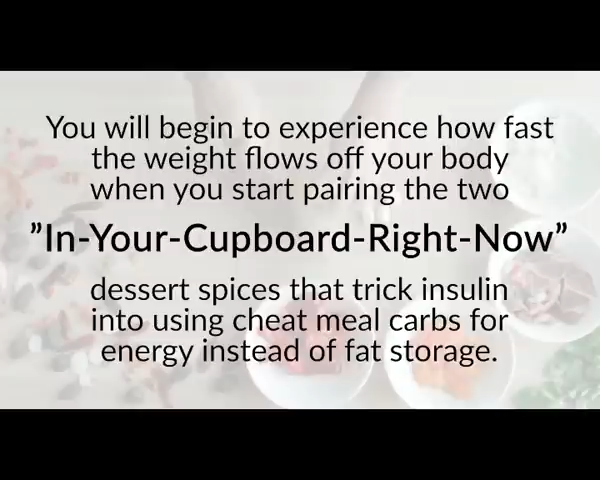 You will begin to experience how fast
the weight flows off your body
when you start pairing the two
”In-Your-Cupboard-Right-Now”
dessert spices that trick insulin
into using cheat meal carbs for
energy instead of fat storage.